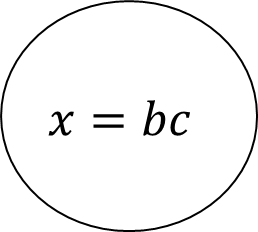 x = bc